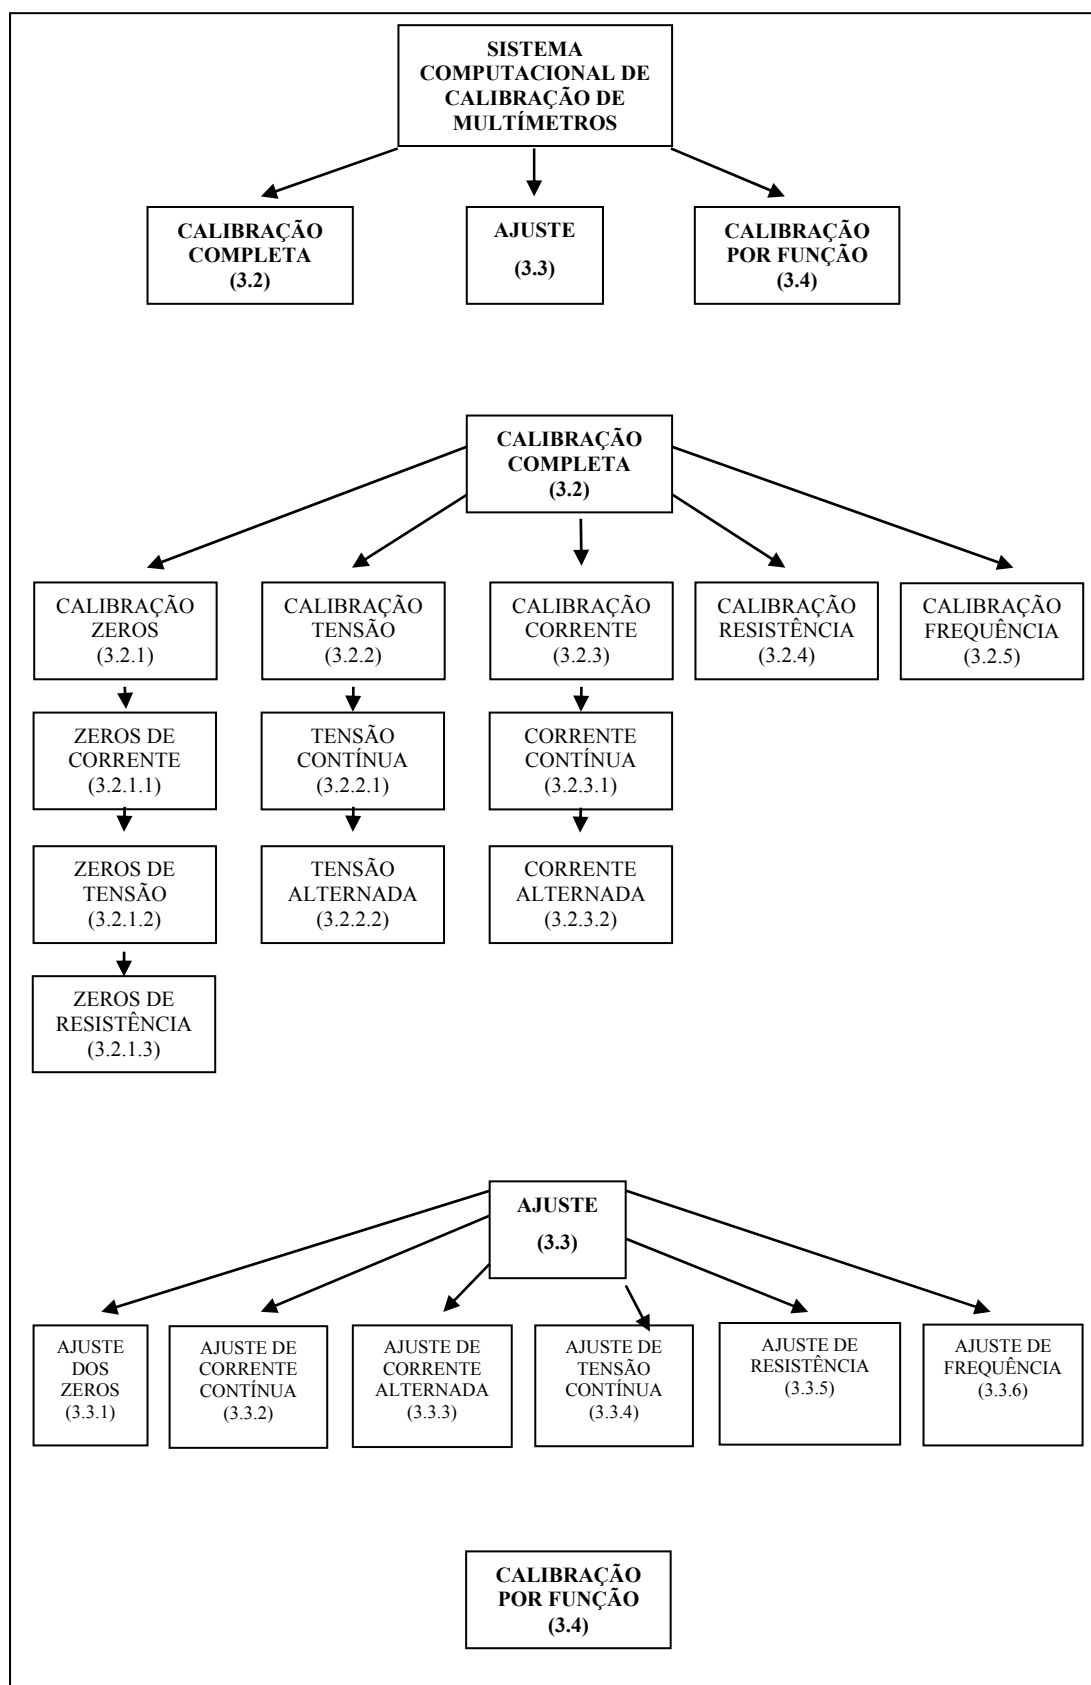 SISTEMA
COMPUTACIONAL DE
CALIBRAÇÃO DE
MULTÍMETROS
CALIBRAÇÃO
COMPLETA
(3.2)
AJUSTE
(3.3)
CALIBRAÇÃO
POR FUNÇÃO
(3.4)
CALIBRAÇÃO
COMPLETA
(3.2)
CALIBRAÇÃO
ZEROS
(3.2.1)
CALIBRAÇÃO
TENSÃO
(3.2.2)
CALIBRAÇÃO
CORRENTE
(3.2.3)
CALIBRAÇÃO
RESISTÊNCIA
(3.2.4)
CALIBRAÇÃO
FREQUÊNCIA
(3.2.5)
ZEROS DE
CORRENTE
(3.2.1.1)
TENSÃO
CONTÍNUA
(3.2.2.1)
CORRENTE
CONTÍNUA
(3.2.3.1)
ZEROS DE
TENSÃO
(3.2.1.2)
TENSÃO
ALTERNADA
(3.2.2.2)
CORRENTE
ALTERNADA
(3.2.3.2)
ZEROS DE
RESISTÊNCIA
(3.2.1.3)
AJUSTE
(3.3)
AJUSTE
DOS
ZEROS
(3.3.1)
AJUSTE DE
CORRENTE
CONTÍNUA
(3.3.2)
AJUSTE DE
CORRENTE
ALTERNADA
(3.3.3)
AJUSTE DE
TENSÃO
CONTÍNUA
(3.3.4)
AJUSTE DE
RESISTÊNCIA
(3.3.5)
AJUSTE DE
FREQUÊNCIA
(3.3.6)
CALIBRAÇÃO
POR FUNÇÃO
(3.4)